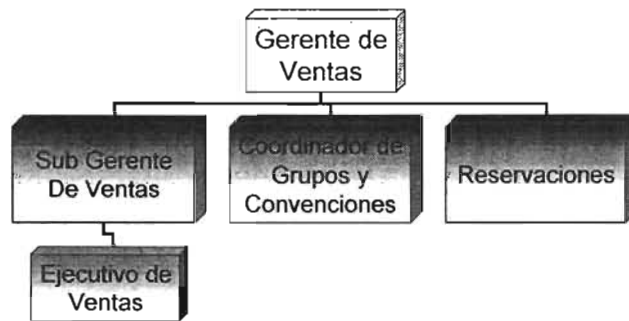 Gerente de
Ventas
Sub Gerente
De Ventas
Coordinador de
Grupos y
Convenciones
Reservaciones
Ejecutivo de
Ventas